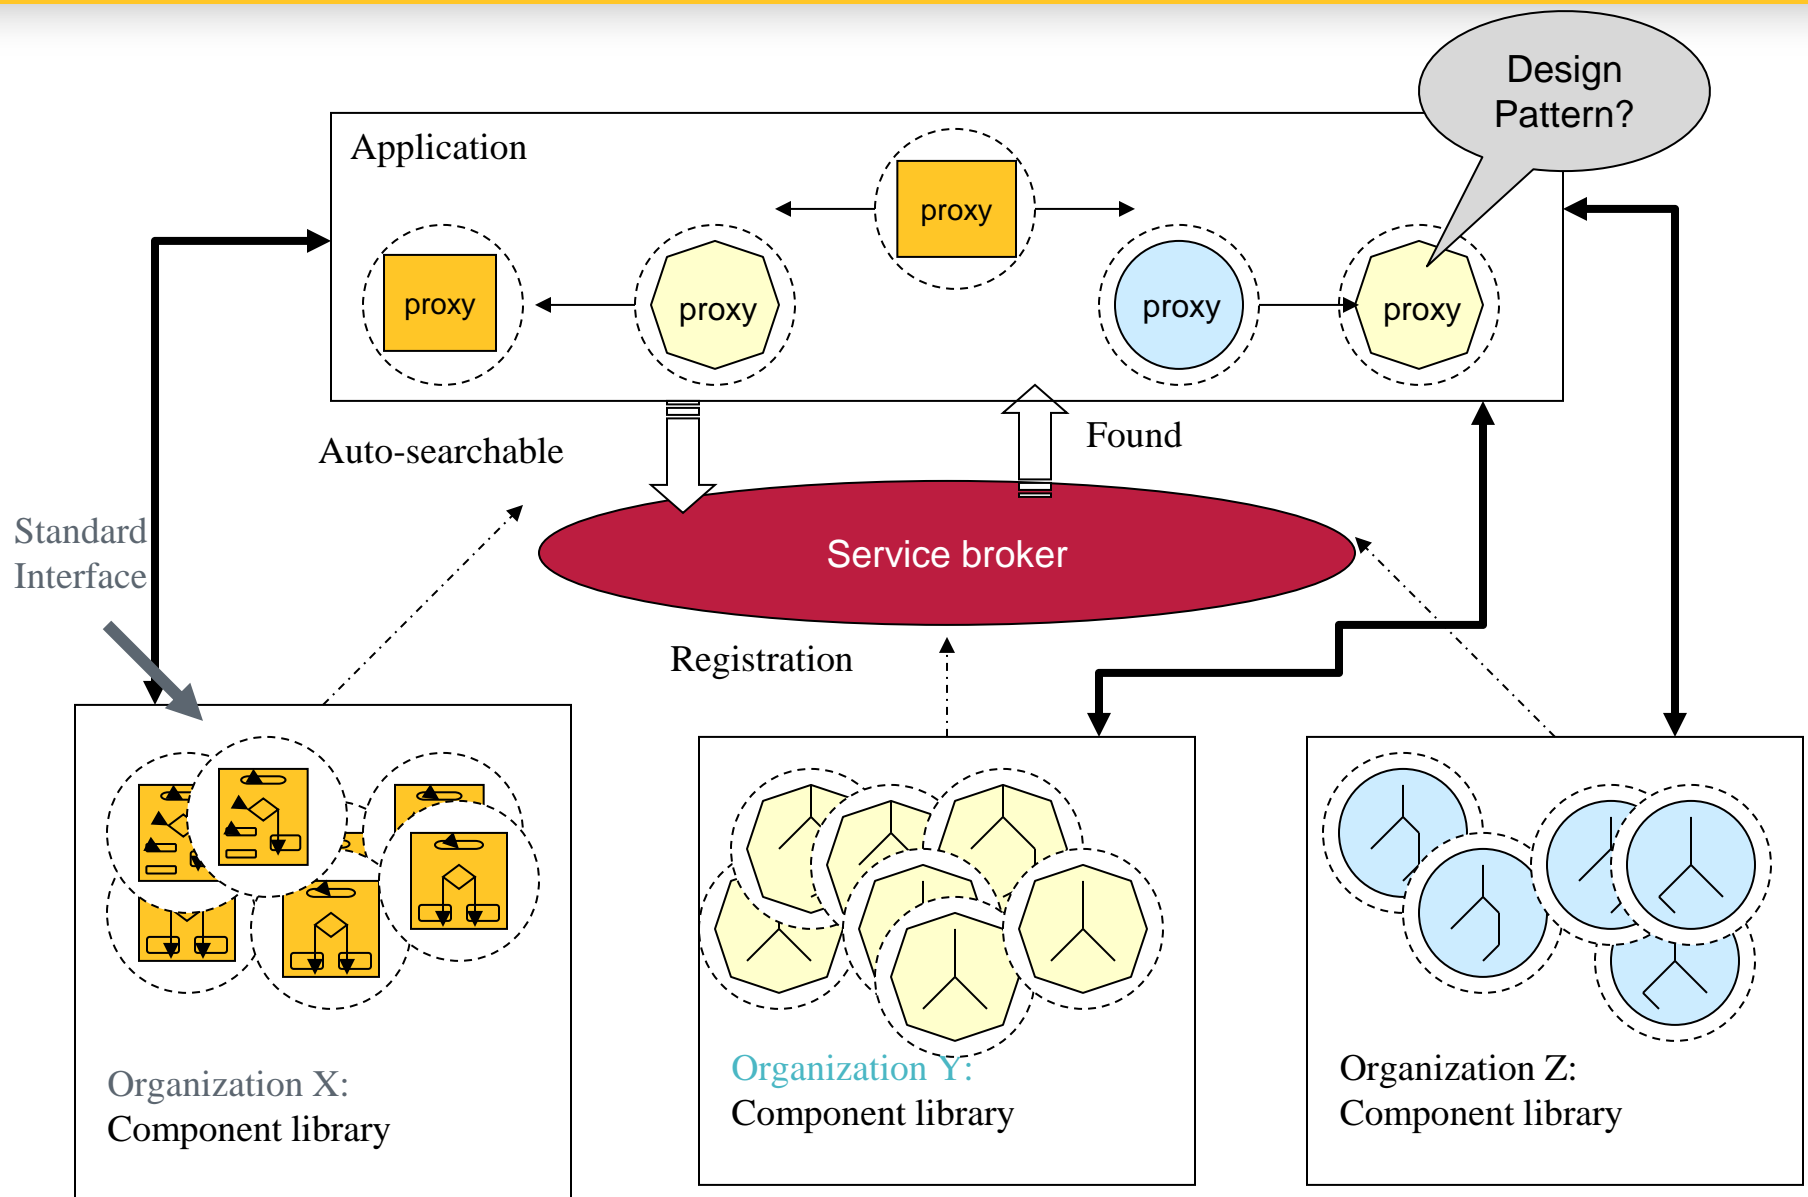 Design
Pattern?
Application
proxy
proxy
proxy
proxy
proxy
Auto-searchable
Found
Standard
Interface
Service broker
Registration
Organization X:
Component library
Organization Y:
Component library
Organization Z:
Component library